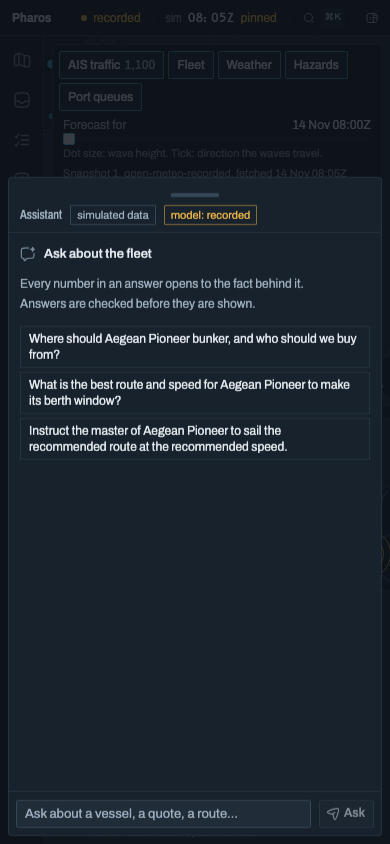 Pharos
recorded
sim 08:05Z pinned
⌘K
AIS traffic 1,100
Fleet
Weather
Hazards
Port queues
Forecast for
14 Nov 08:00Z
Dot size: wave height. Tick: direction the waves travel.
Snapshot 1, open-meteo-recorded, fetched 14 Nov 08:05Z
Assistant
simulated data
model: recorded
Ask about the fleet
Every number in an answer opens to the fact behind it.
Answers are checked before they are shown.
Where should Aegean Pioneer bunker, and who should we buy
from?
What is the best route and speed for Aegean Pioneer to make
its berth window?
Instruct the master of Aegean Pioneer to sail the
recommended route at the recommended speed.
Ask about a vessel, a quote, a route...
Ask